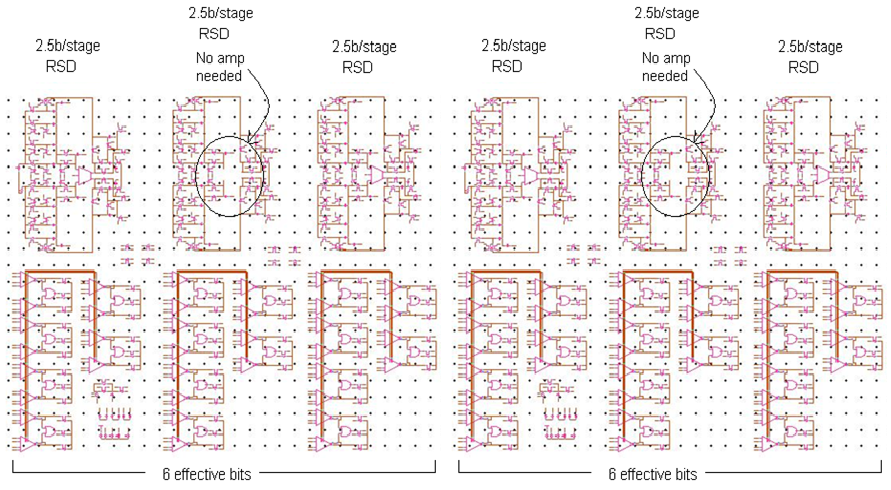 2.5b/stage
RSD
2.5b/stage
RSD
No amp
needed
2.5b/stage
RSD
2.5b/stage
RSD
2.5b/stage
RSD
No amp
needed
2.5b/stage
RSD
6 effective bits
6 effective bits